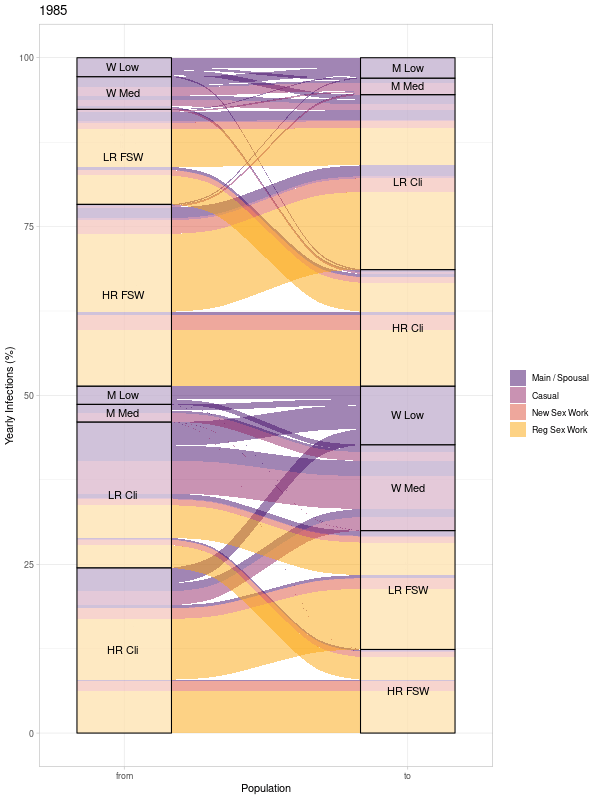 1985
100
75
50
25
0
Yearly Infections (%)
W Low
W Med
LR FSW
HR FSW
M Low
M Med
LR Cli
HR Cli
M Low
M Med
LR Cli
HR Cli
W Low
W Med
LR FSW
HR FSW
from
to
Population
Main / Spousal
Casual
New Sex Work
Reg Sex Work